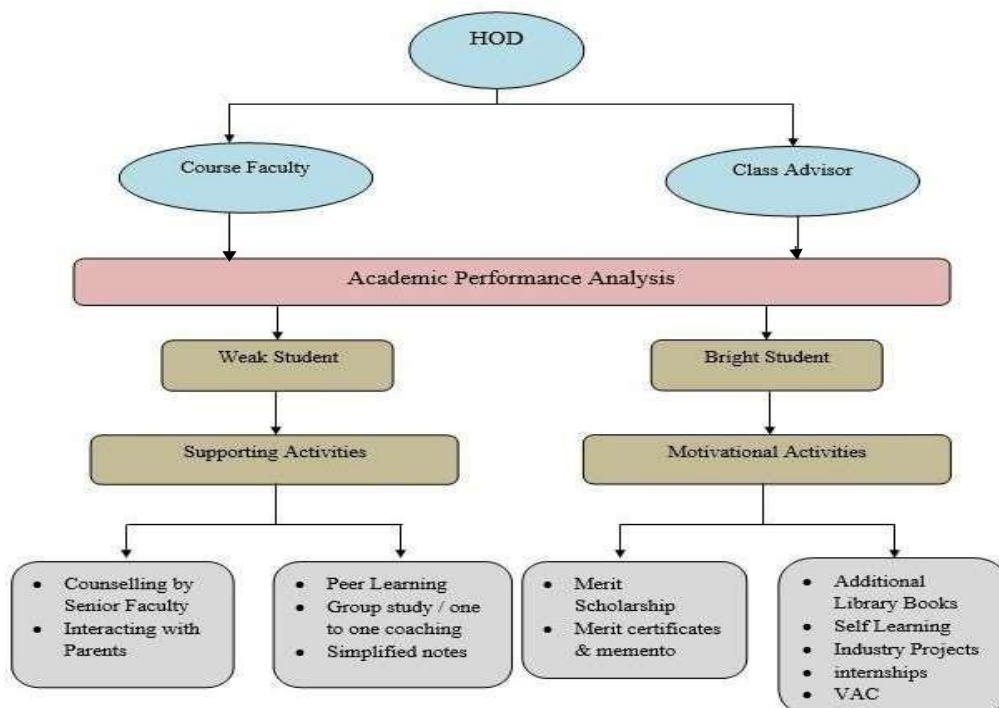 HOD
Course Faculty
Class Advisor
Academic Performance Analysis
Weak Student
Bright Student
Supporting Activities
Motivational Activities
• Counselling by
Senior Faculty
• Interacting with
Parents
• Peer Learning
• Group study / one
to one coaching
• Simplified notes
• Merit
Scholarship
• Merit certificates
& memento
• Additional
Library Books
• Self Learning
• Industry Projects
• internships
• VAC